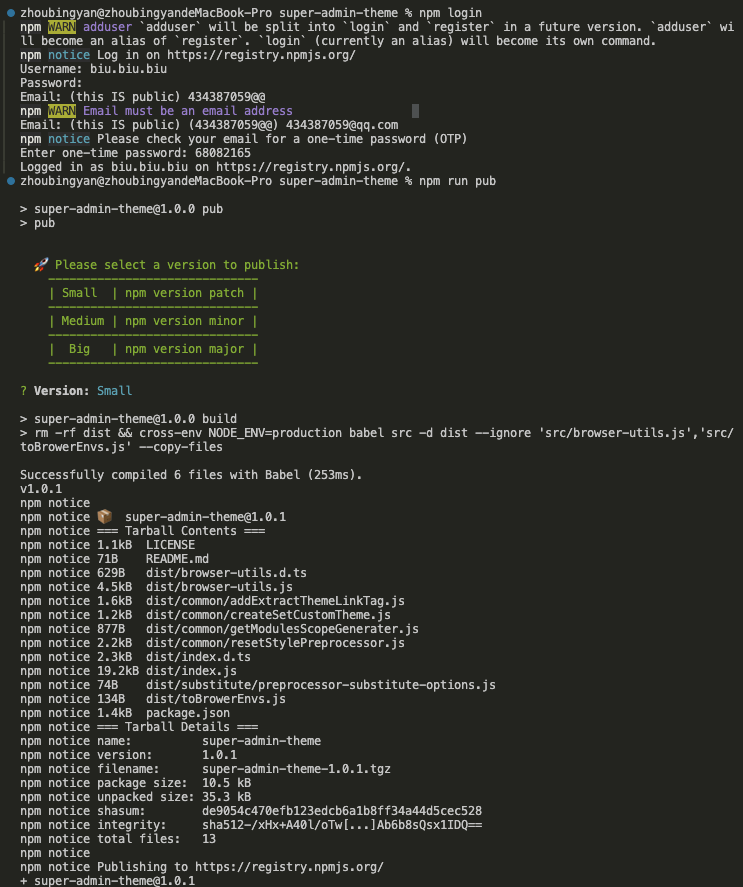 zhoubingyan@zhoubingyandeMacBook-Pro super-admin-theme % npm login
npm WARN adduser `adduser` will be split into `login` and `register` in a future version. `adduser` wi
ll become an alias of `register`. `login` (currently an alias) will become its own command.
npm notice Log in on https://registry.npmjs.org/
Username: biu.biu.biu
Password:
Email: (this IS public) 434387059@@
npm WARN Email must be an email address
Email: (this IS public) (434387059@@) 434387059@qq.com
npm notice Please check your email for a one-time password (OTP)
Enter one-time password: 68082165
Logged in as biu.biu.biu on https://registry.npmjs.org/.
zhoubingyan@zhoubingyandeMacBook-Pro super-admin-theme % npm run pub
> super-admin-theme@1.0.0 pub
> pub
🚀 Please select a version to publish:
-------------------------------
| Small | npm version patch |
-------------------------------
| Medium | npm version minor |
-------------------------------
| Big | npm version major |
-------------------------------
? Version: Small
> super-admin-theme@1.0.0 build
> rm -rf dist && cross-env NODE_ENV=production babel src -d dist --ignore 'src/browser-utils.js','src/
toBrowerEnvs.js' --copy-files
Successfully compiled 6 files with Babel (253ms).
v1.0.1
npm notice
npm notice 📦 super-admin-theme@1.0.1
npm notice === Tarball Contents ===
npm notice 1.1kB LICENSE
npm notice 71B README.md
npm notice 629B dist/browser-utils.d.ts
npm notice 4.5kB dist/browser-utils.js
npm notice 1.6kB dist/common/addExtractThemeLinkTag.js
npm notice 1.2kB dist/common/createSetCustomTheme.js
npm notice 877B dist/common/getModulesScopeGenerater.js
npm notice 2.2kB dist/common/resetStylePreprocessor.js
npm notice 2.3kB dist/index.d.ts
npm notice 19.2kB dist/index.js
npm notice 74B dist/substitute/preprocessor-substitute-options.js
npm notice 134B dist/toBrowerEnvs.js
npm notice 1.4kB package.json
npm notice === Tarball Details ===
npm notice name: super-admin-theme
npm notice version: 1.0.1
npm notice filename: super-admin-theme-1.0.1.tgz
npm notice package size: 10.5 kB
npm notice unpacked size: 35.3 kB
npm notice shasum: de9054c470efb123edcb6a1b8ff34a44d5cec528
npm notice integrity: sha512-/xHx+A40l/oTw[...]Ab6b8sQsx1IDQ==
npm notice total files: 13
npm notice
npm notice Publishing to https://registry.npmjs.org/
+ super-admin-theme@1.0.1